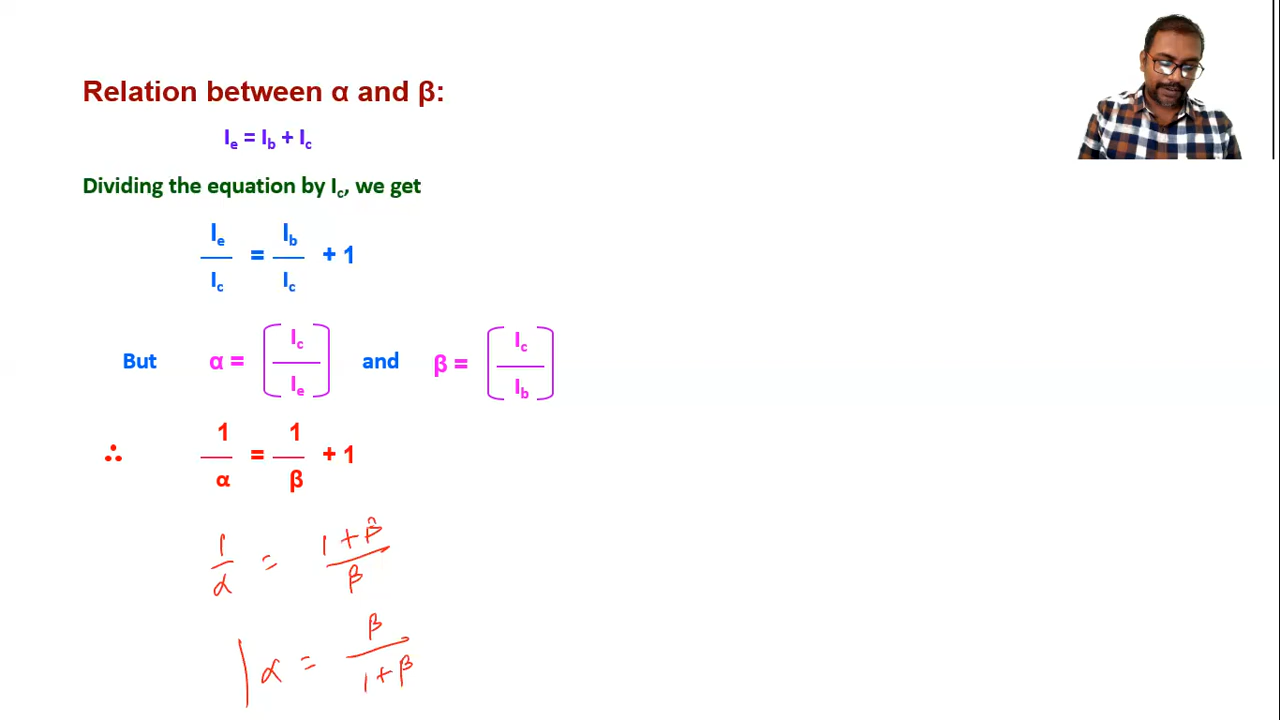 Relation between α and β:
Ie = Ib + Ic
Dividing the equation by Ic, we get
Ie/Ic = Ib/Ic + 1
But α = [Ic/Ie] and β = [Ic/Ib]
∴ 1/α = 1/β + 1
1/α = (1+β)/β
α = β/(1+β)